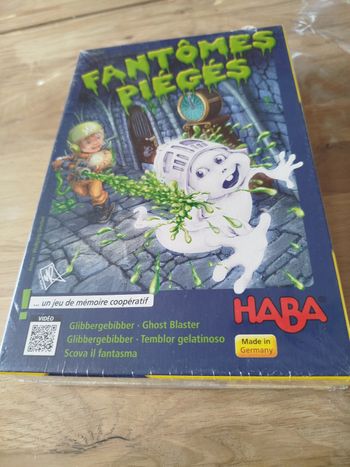 FANTÔMES
PIÉGÉS
... un jeu de mémoire coopératif
VIDÉO
HABA
Glibbergebibber · Ghost Blaster
Glibbergebibber · Temblor gelatinoso
Scova il fantasma
Made in
Germany